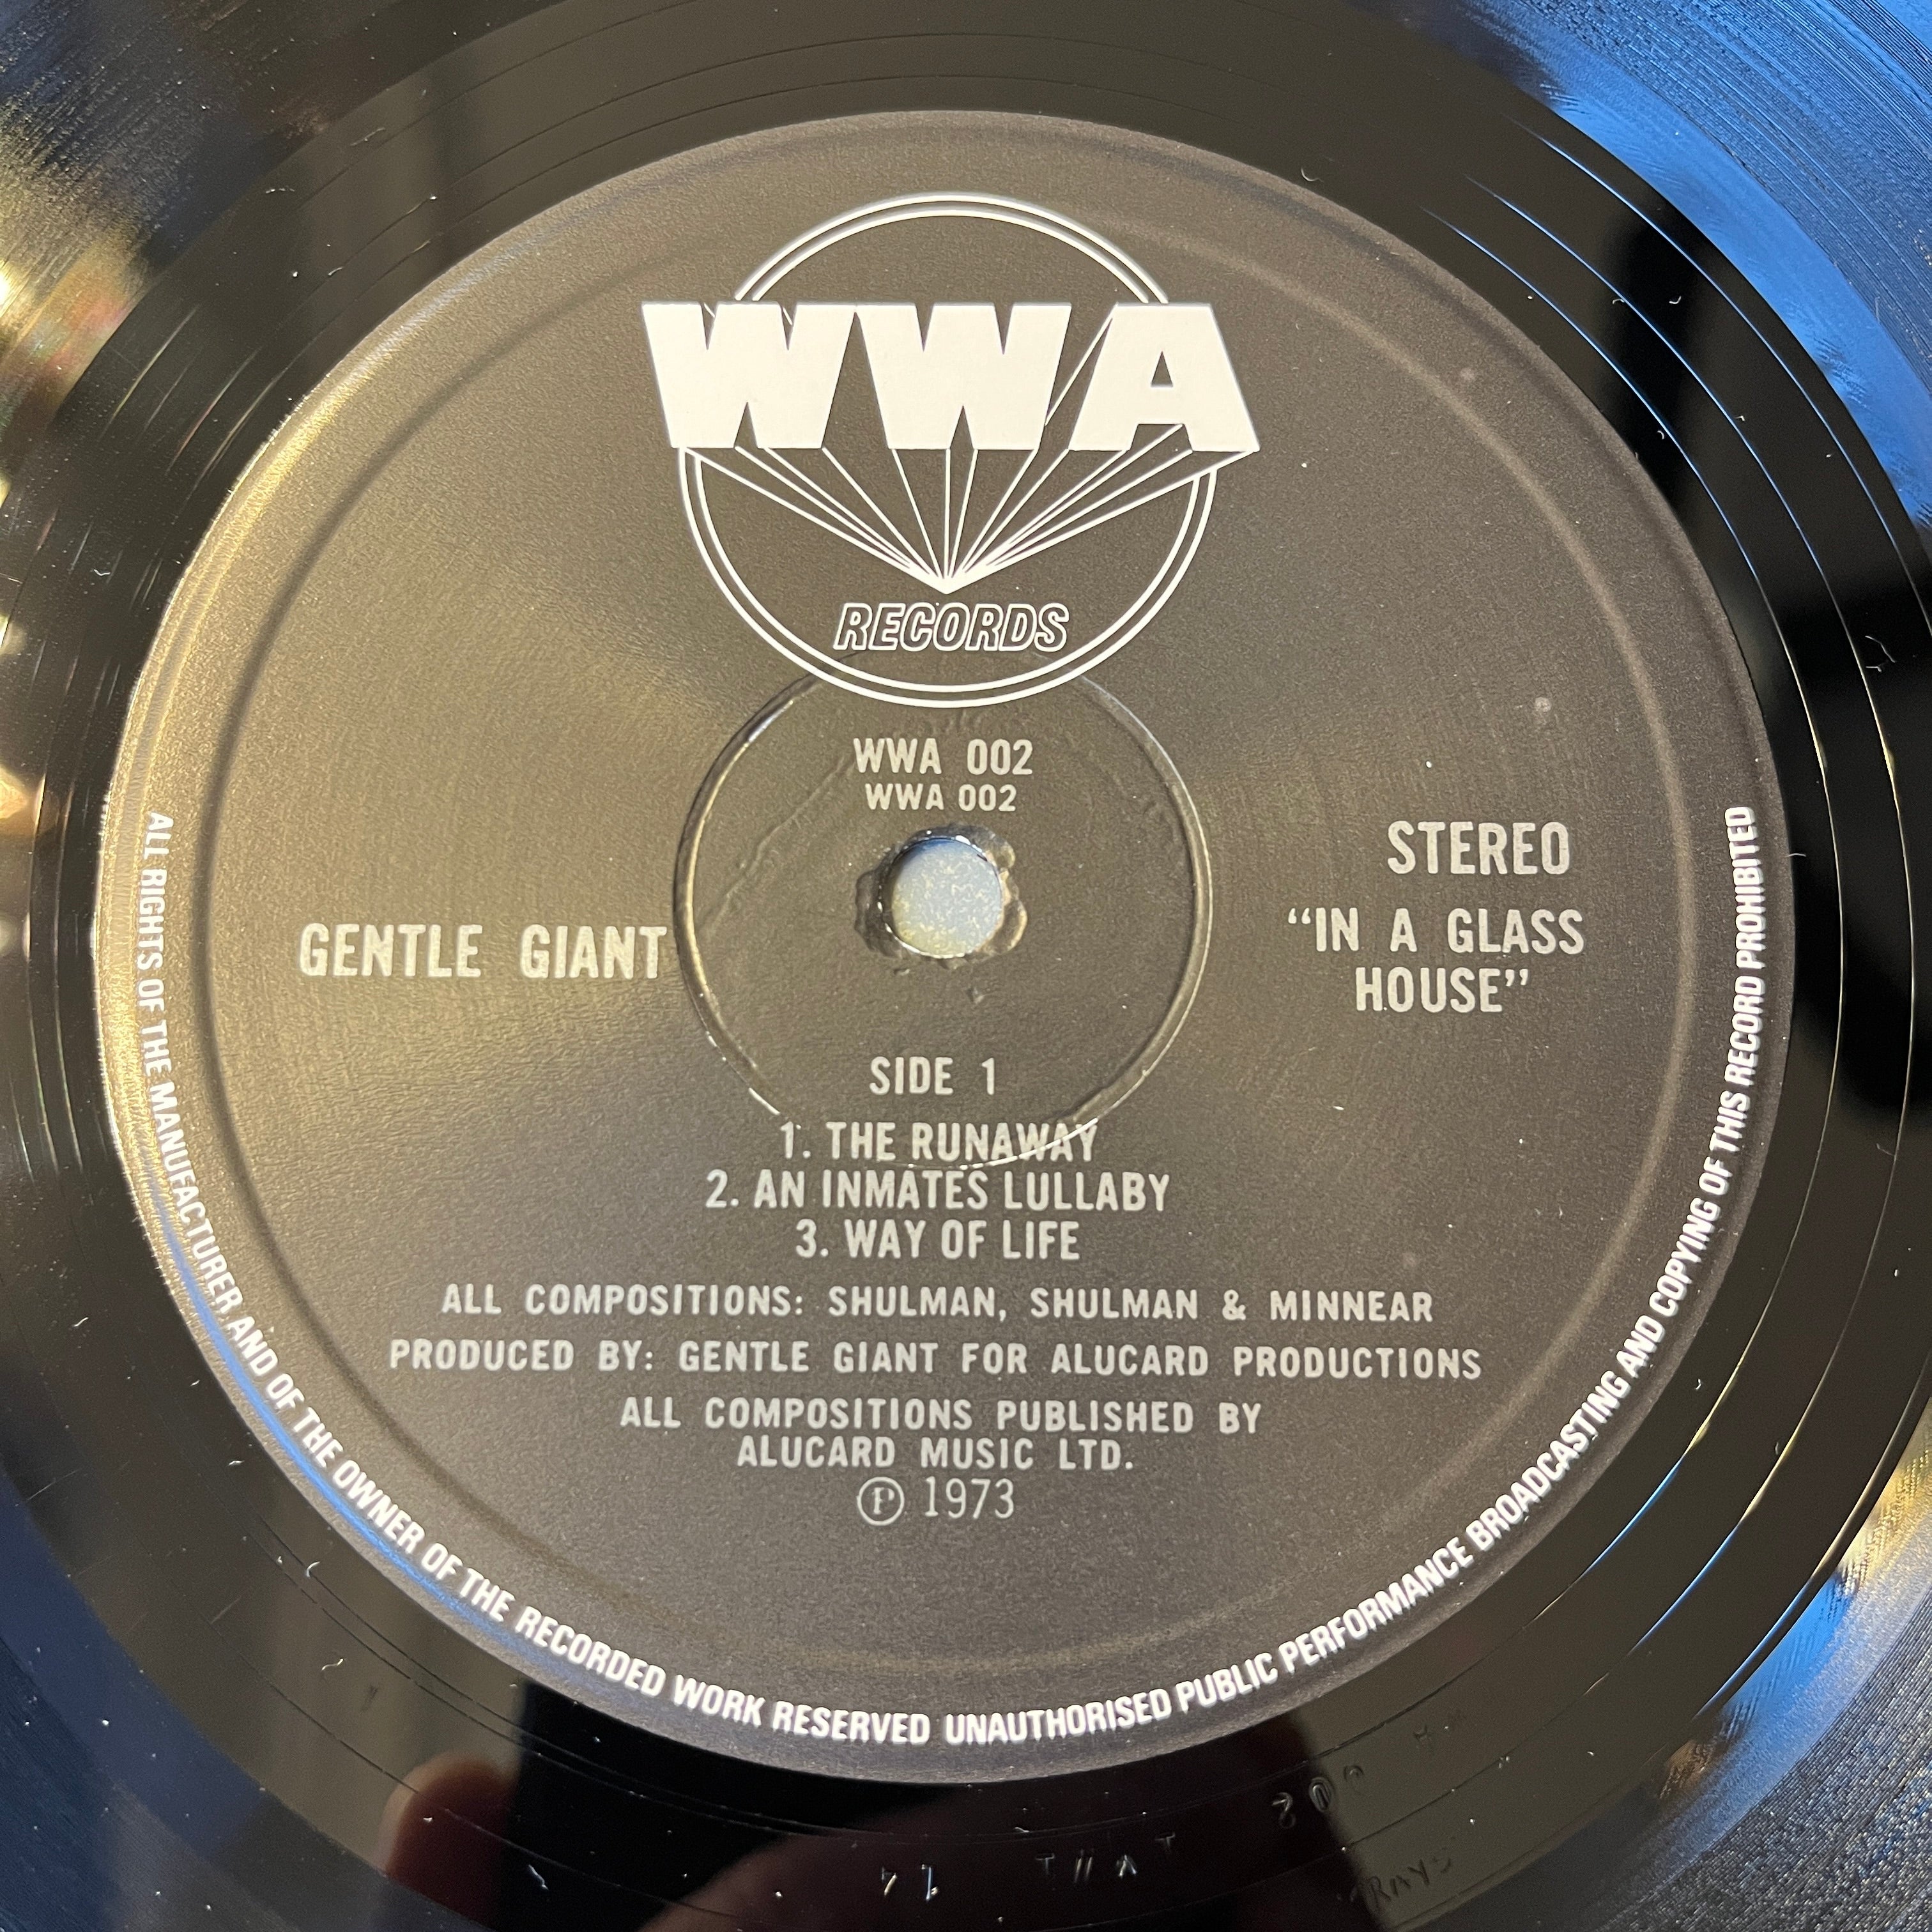 WWA
RECORDS
WWA 002
WWA 002
STEREO
GENTLE GIANT
“IN A GLASS
HOUSE”
SIDE 1
1. THE RUNAWAY
2. AN INMATES LULLABY
3. WAY OF LIFE
ALL COMPOSITIONS: SHULMAN, SHULMAN & MINNEAR
PRODUCED BY: GENTLE GIANT FOR ALUCARD PRODUCTIONS
ALL COMPOSITIONS PUBLISHED BY
ALUCARD MUSIC LTD.
Ⓟ 1973
ALL RIGHTS OF THE MANUFACTURER AND OF THE OWNER OF THE RECORDED WORK RESERVED UNAUTHORISED PUBLIC PERFORMANCE BROADCASTING AND COPYING OF THIS RECORD PROHIBITED